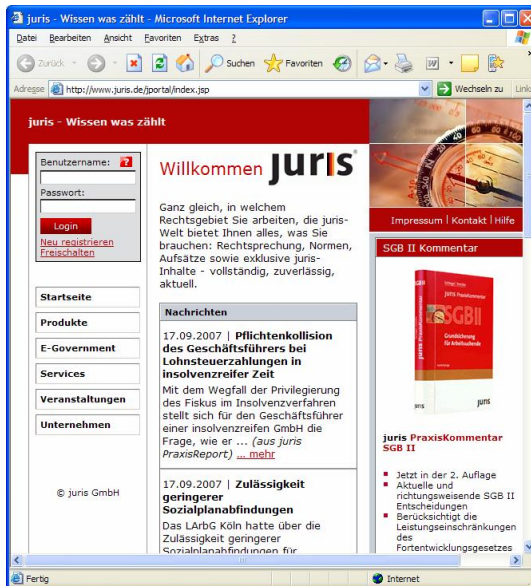 juris - Wissen was zählt - Microsoft Internet Explorer
Datei Bearbeiten Ansicht Favoriten Extras ?
Zurück Suchen Favoriten
Adresse http://www.juris.de/jportal/index.jsp Wechseln zu Links
juris - Wissen was zählt
Benutzername: ?
Passwort:
Login
Neu registrieren
Freischalten
Startseite
Produkte
E-Government
Services
Veranstaltungen
Unternehmen
© juris GmbH
Willkommen juris®
Ganz gleich, in welchem
Rechtsgebiet Sie arbeiten, die juris-
Welt bietet Ihnen alles, was Sie
brauchen: Rechtsprechung, Normen,
Aufsätze sowie exklusive juris-
Inhalte - vollständig, zuverlässig,
aktuell.
Nachrichten
17.09.2007 | Pflichtenkollision
des Geschäftsführers bei
Lohnsteuerzahlungen in
insolvenzreifer Zeit
Mit dem Wegfall der Privilegierung
des Fiskus im Insolvenzverfahren
stellt sich für den Geschäftsführer
einer insolvenzreifen GmbH die
Frage, wie er ... (aus juris
PraxisReport) ... mehr
17.09.2007 | Zulässigkeit
geringerer
Sozialplanabfindungen
Das LArbG Köln hatte über die
Zulässigkeit geringerer
Sozialplanabfindungen für
Impressum | Kontakt | Hilfe
SGB II Kommentar
juris PraxisKommentar
SGBII
Grundsicherung
für Arbeitsuchende
juris
juris PraxisKommentar
SGB II
Jetzt in der 2. Auflage
Aktuelle und
richtungsweisende SGB II
Entscheidungen
Berücksichtigt die
Leistungseinschränkungen
des
Fortentwicklungsgesetzes
Fertig Internet